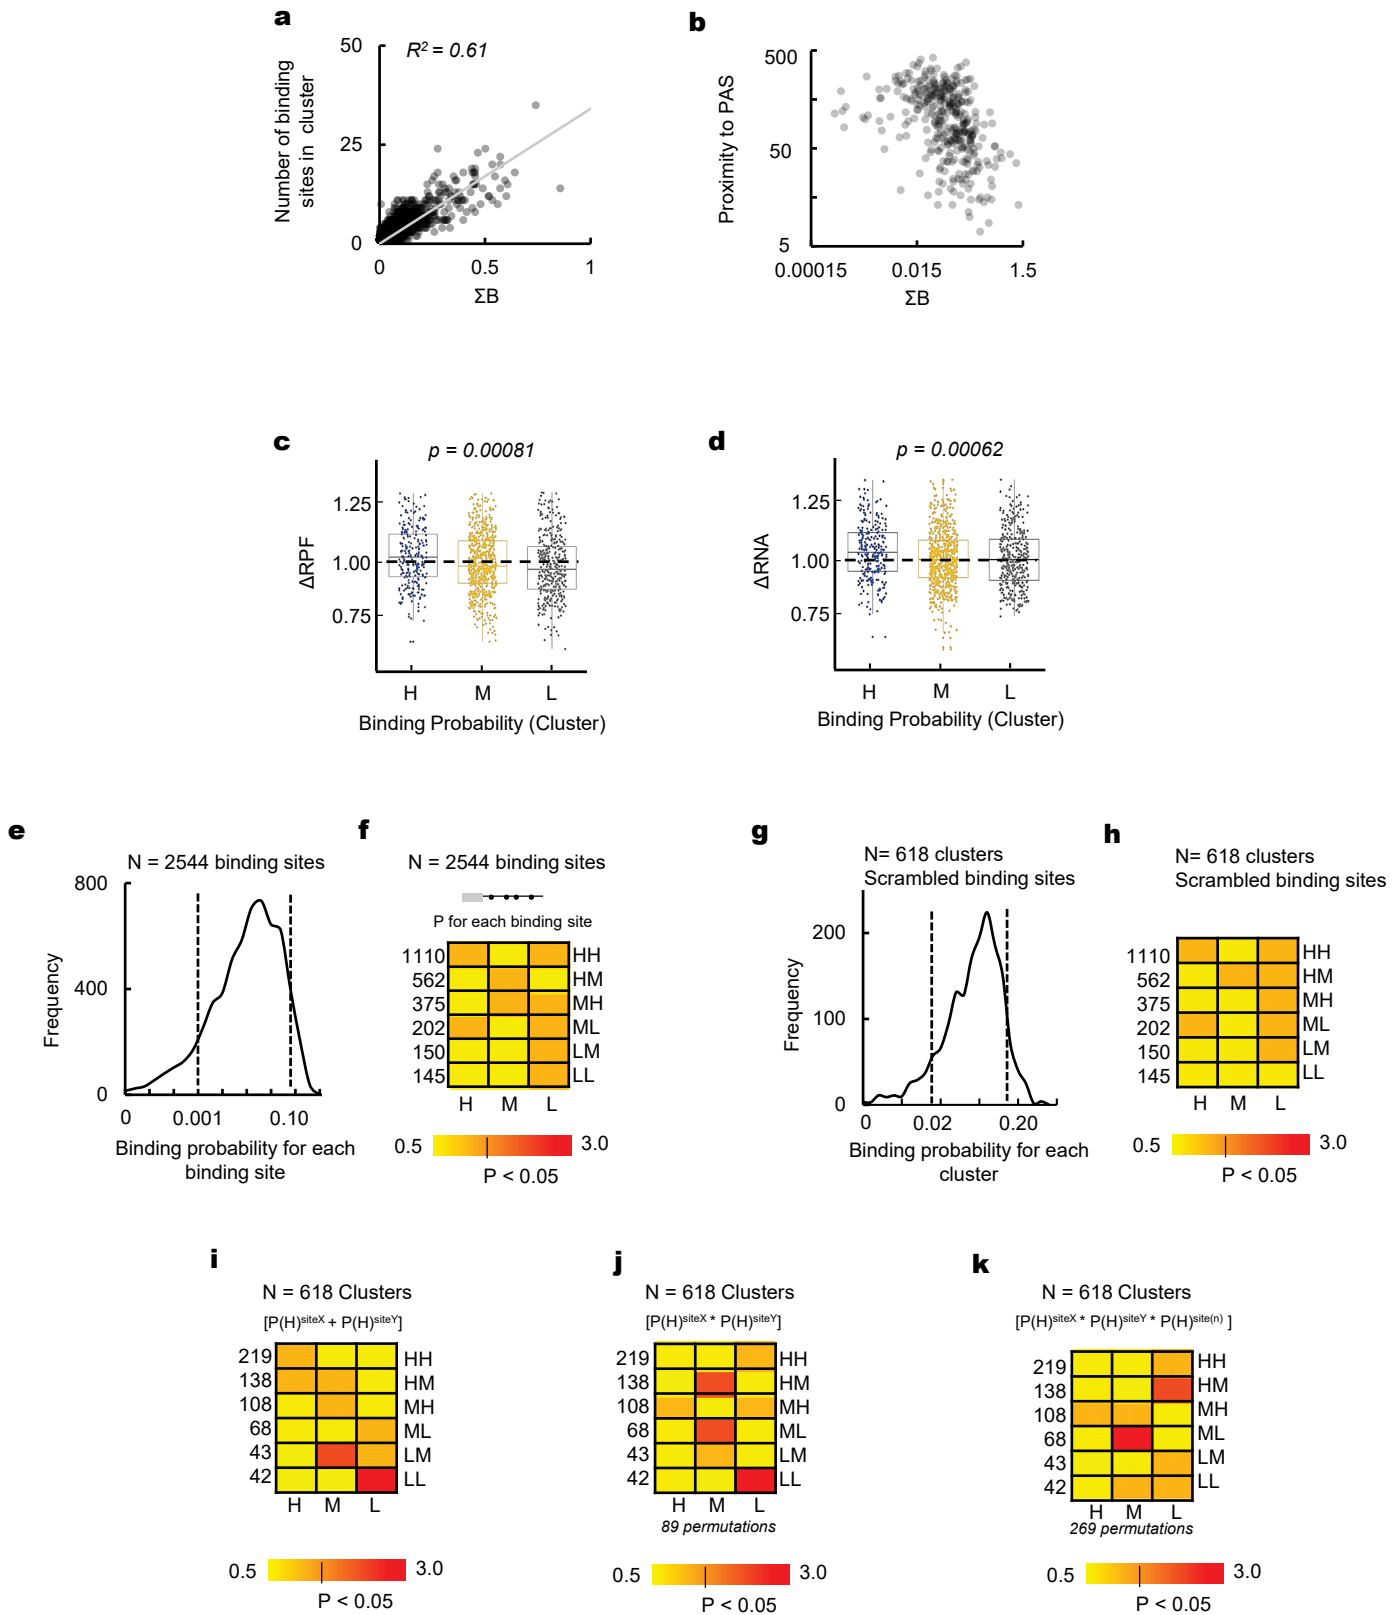 a
R² = 0.61
Number of binding
sites in cluster
50
25
0
0 0.5 1
ΣB
b
Proximity to PAS
500
50
5
0.00015 0.015 1.5
ΣB
c
p = 0.00081
ΔRPF
1.25
1.00
0.75
H M L
Binding Probability (Cluster)
d
p = 0.00062
ΔRNA
1.25
1.00
0.75
H M L
Binding Probability (Cluster)
e
N = 2544 binding sites
Frequency
800
400
0
0 0.001 0.10
Binding probability for each
binding site
f
N = 2544 binding sites
P for each binding site
1110 HH
562 HM
375 MH
202 ML
150 LM
145 LL
H M L
0.5 3.0
P < 0.05
g
N= 618 clusters
Scrambled binding sites
Frequency
200
100
0
0 0.02 0.20
Binding probability for each
cluster
h
N= 618 clusters
Scrambled binding sites
1110 HH
562 HM
375 MH
202 ML
150 LM
145 LL
H M L
0.5 3.0
P < 0.05
i
N = 618 Clusters
[P(H)siteX + P(H)siteY]
219 HH
138 HM
108 MH
68 ML
43 LM
42 LL
H M L
0.5 3.0
P < 0.05
j
N = 618 Clusters
[P(H)siteX * P(H)siteY]
219 HH
138 HM
108 MH
68 ML
43 LM
42 LL
H M L
89 permutations
0.5 3.0
P < 0.05
k
N = 618 Clusters
[P(H)siteX * P(H)siteY * P(H)site(n) ]
219 HH
138 HM
108 MH
68 ML
43 LM
42 LL
H M L
269 permutations
0.5 3.0
P < 0.05